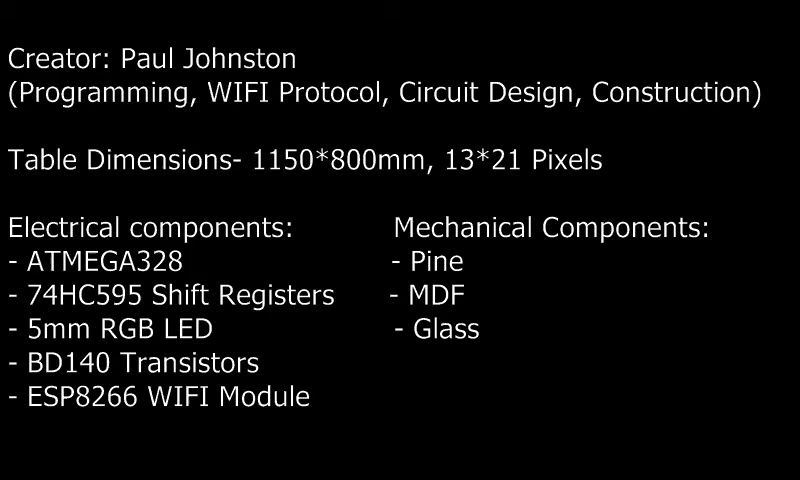 Creator: Paul Johnston
(Programming, WIFI Protocol, Circuit Design, Construction)
Table Dimensions- 1150*800mm, 13*21 Pixels
Electrical components:
- ATMEGA328
- 74HC595 Shift Registers
- 5mm RGB LED
- BD140 Transistors
- ESP8266 WIFI Module
Mechanical Components:
- Pine
- MDF
- Glass